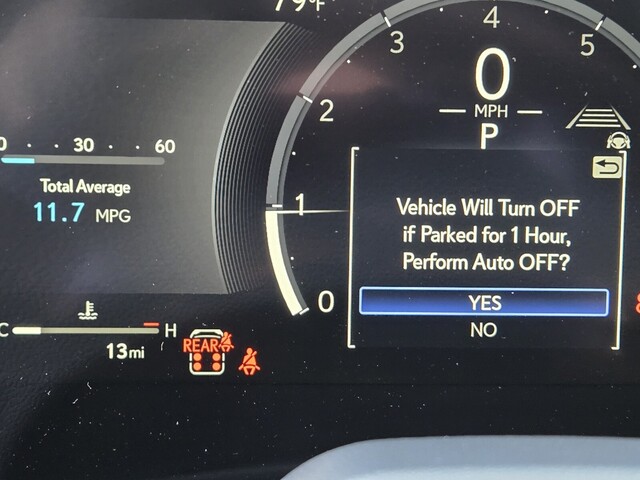 79°F
4
3
5
0
MPH
P
2
0 30 60
Total Average
11.7 MPG
1
Vehicle Will Turn OFF
if Parked for 1 Hour,
Perform Auto OFF?
YES
NO
0
C H
13mi
REAR